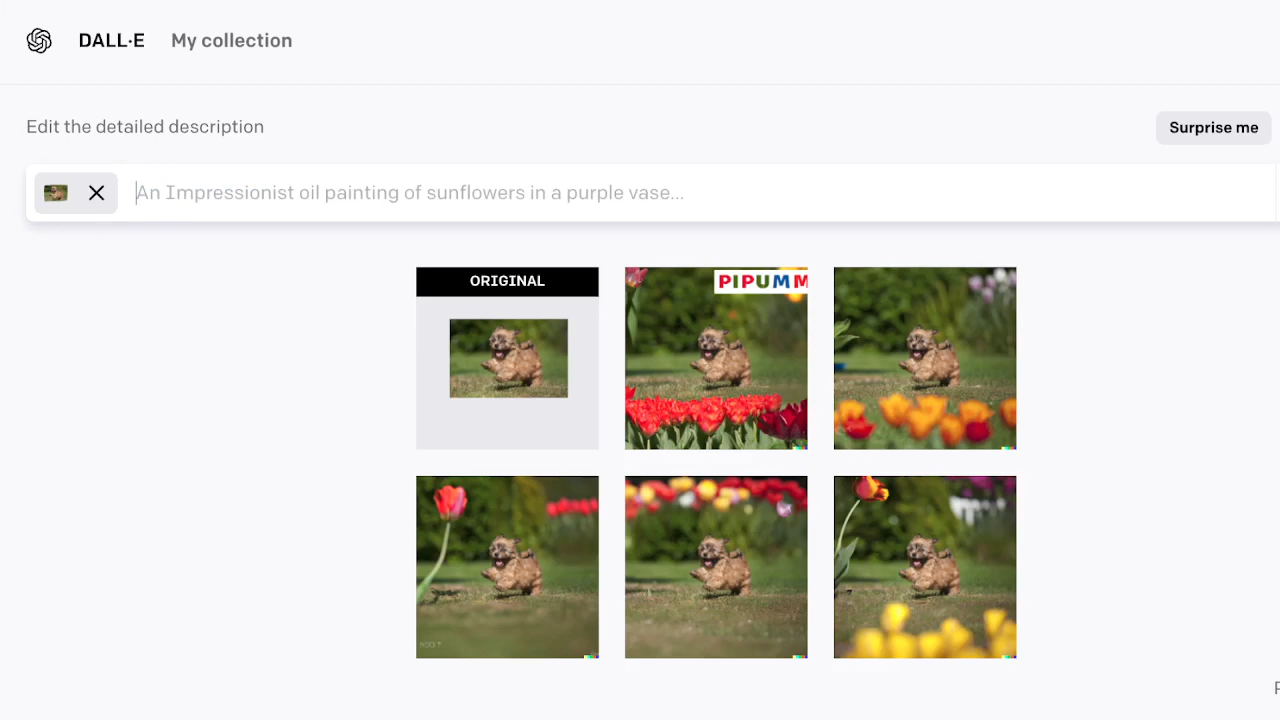 DALL·E My collection
Edit the detailed description
Surprise me
An Impressionist oil painting of sunflowers in a purple vase...
ORIGINAL
PIPUMM